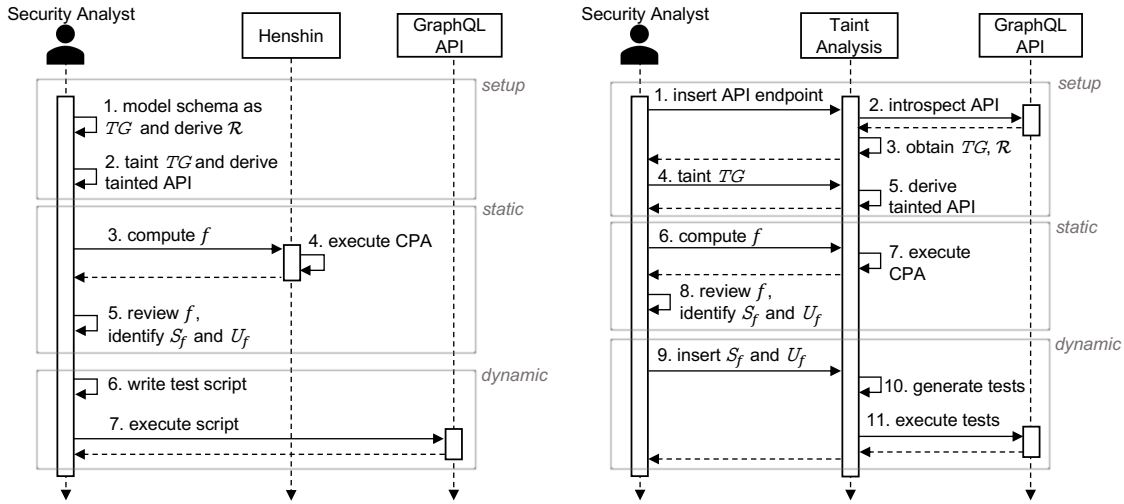 Security Analyst
Henshin
GraphQL
API
setup
1. model schema as
TG and derive ℛ
2. taint TG and derive
tainted API
static
3. compute f
4. execute CPA
5. review f,
identify S_f and U_f
dynamic
6. write test script
7. execute script
Security Analyst
Taint
Analysis
GraphQL
API
setup
1. insert API endpoint
2. introspect API
3. obtain TG, ℛ
4. taint TG
5. derive
tainted API
static
6. compute f
7. execute
CPA
8. review f,
identify S_f and U_f
dynamic
9. insert S_f and U_f
10. generate tests
11. execute tests